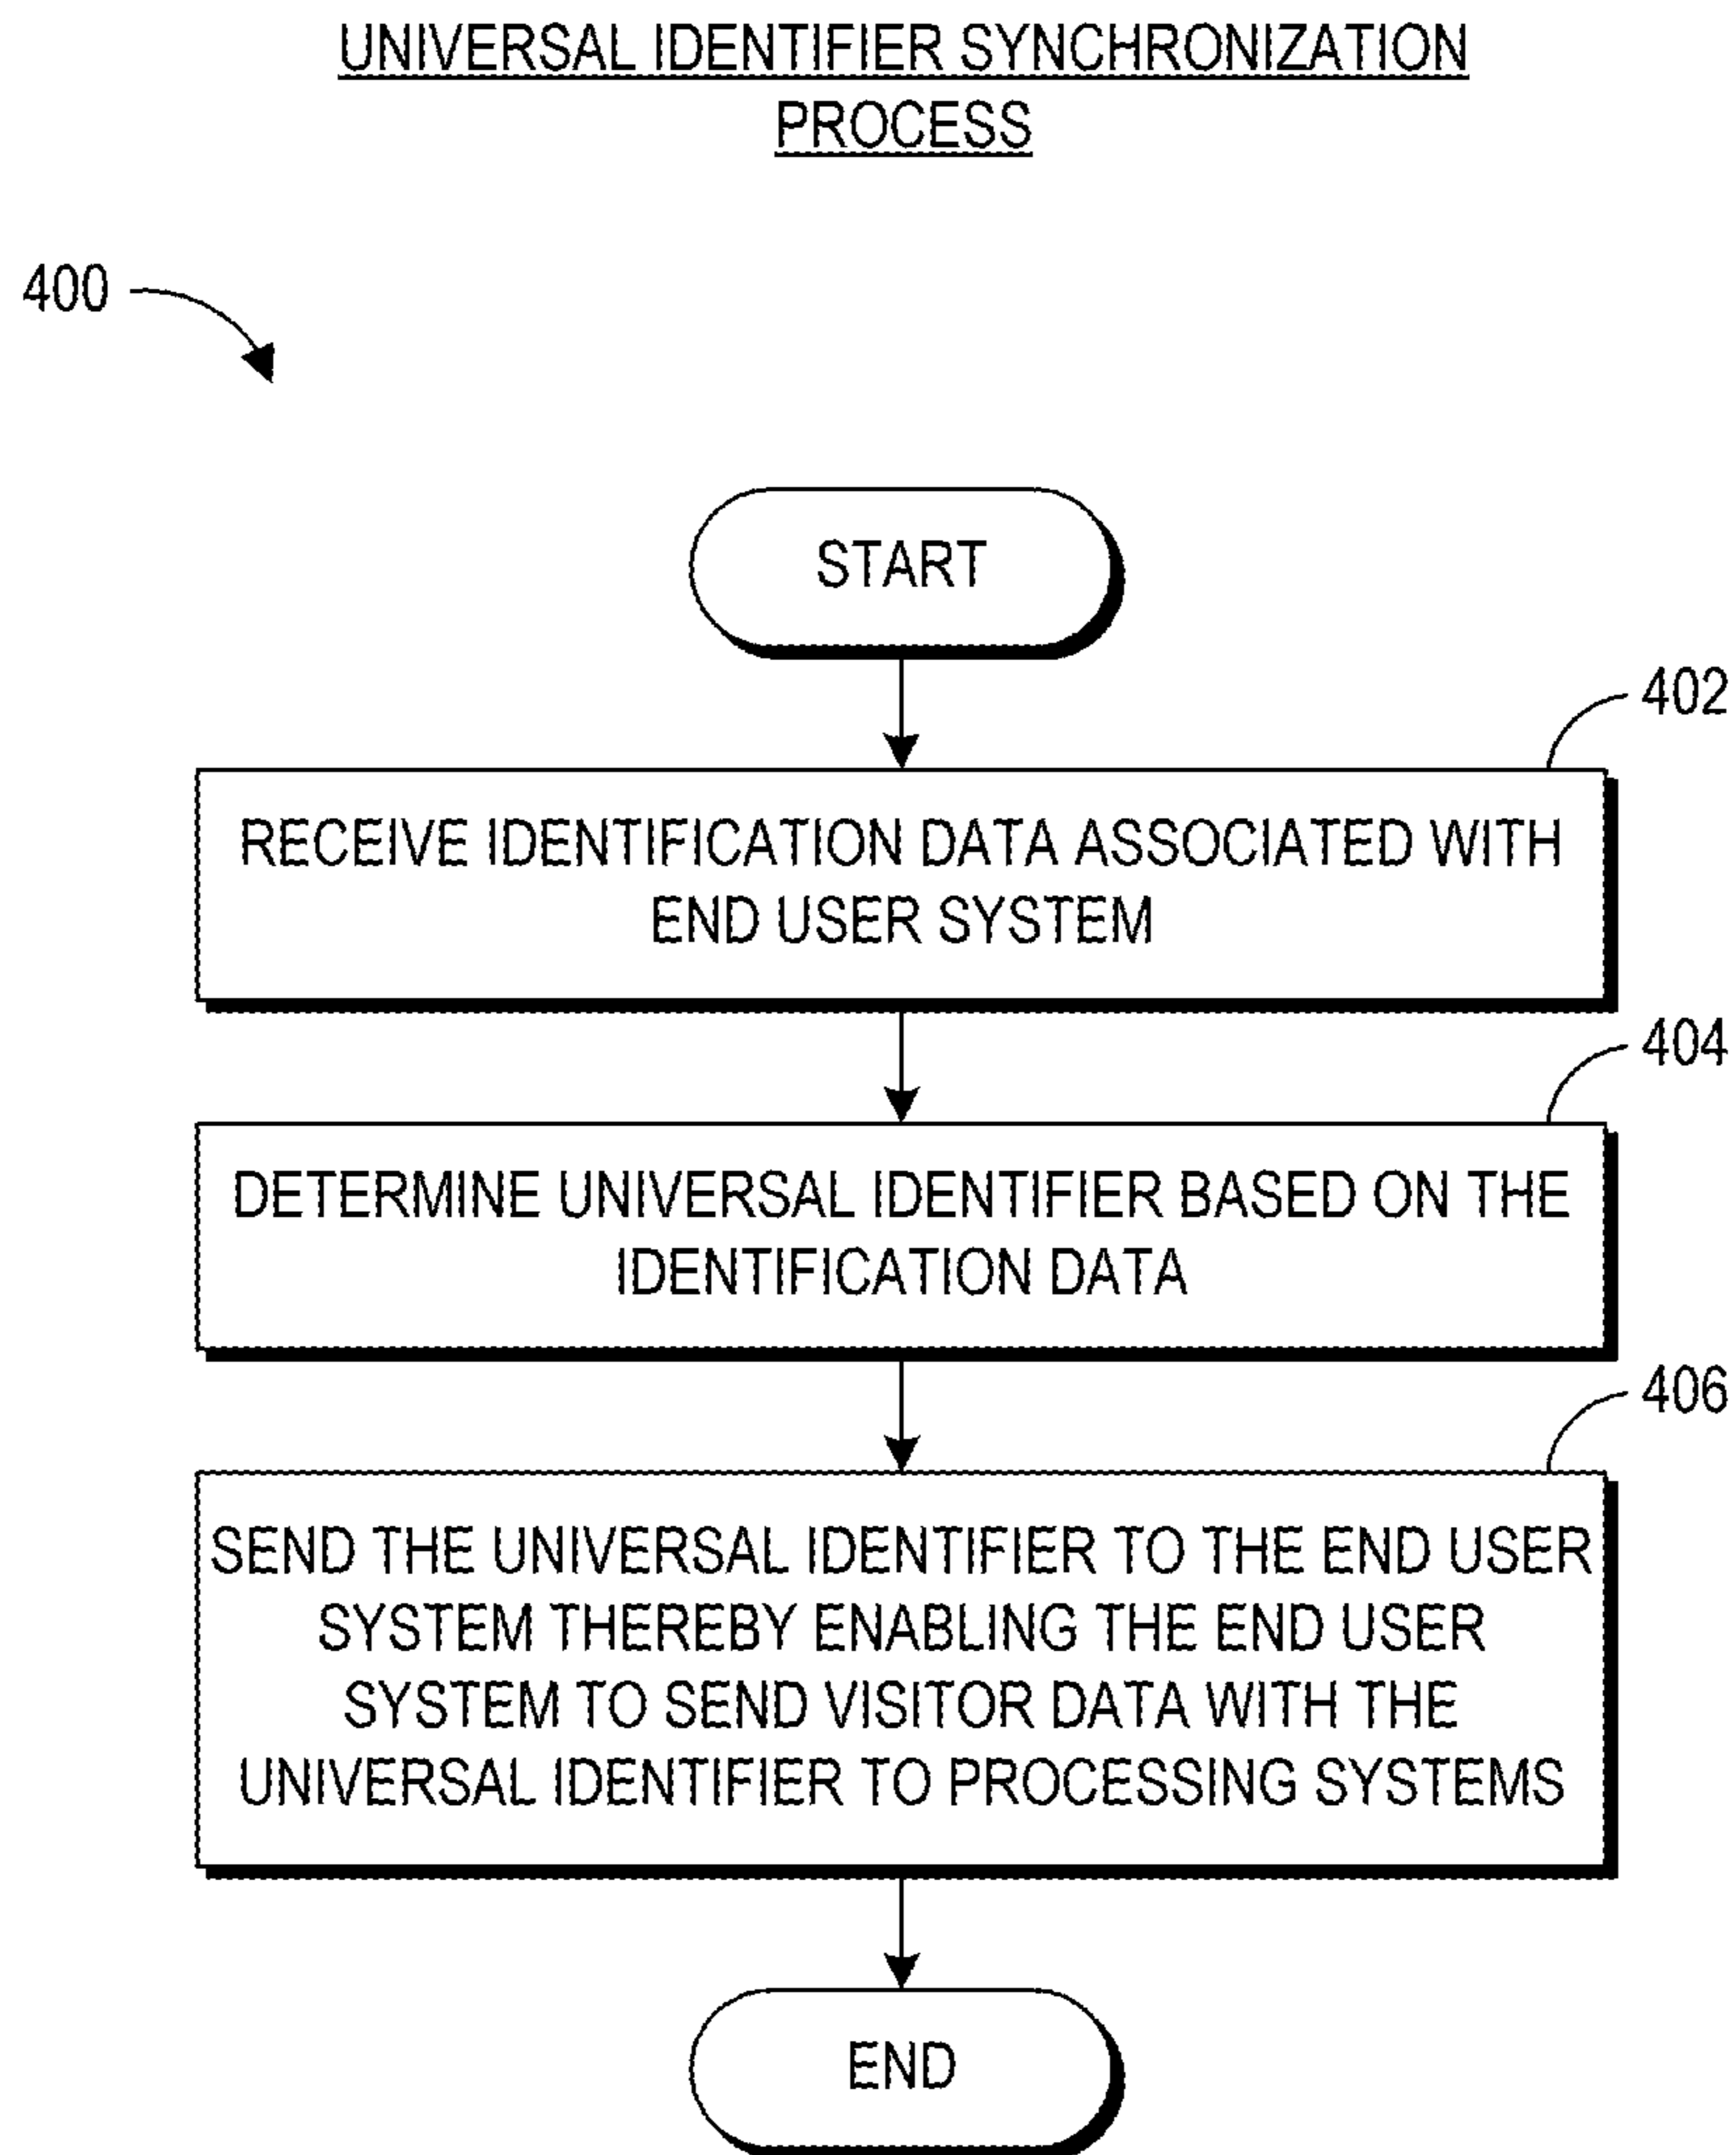 UNIVERSAL IDENTIFIER SYNCHRONIZATION
PROCESS
400
START
402
RECEIVE IDENTIFICATION DATA ASSOCIATED WITH
END USER SYSTEM
404
DETERMINE UNIVERSAL IDENTIFIER BASED ON THE
IDENTIFICATION DATA
406
SEND THE UNIVERSAL IDENTIFIER TO THE END USER
SYSTEM THEREBY ENABLING THE END USER
SYSTEM TO SEND VISITOR DATA WITH THE
UNIVERSAL IDENTIFIER TO PROCESSING SYSTEMS
END